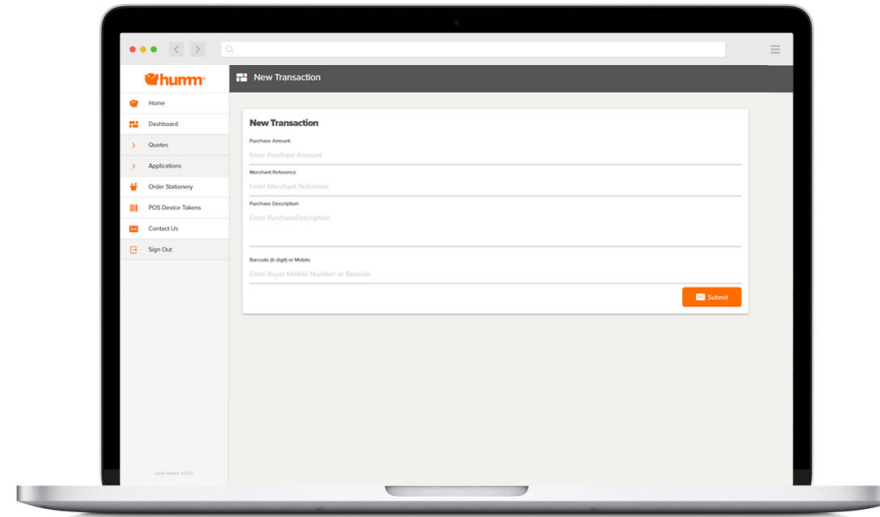 humm
New Transaction
Home
Dashboard
Quotes
Applications
Order Stationery
POS Device Tokens
Contact Us
Sign Out
New Transaction
Purchase Amount
Enter Purchase Amount
Merchant Reference
Enter Merchant Reference
Purchase Description
Enter PurchaseDescription
Barcode (6 digit) or Mobile
Enter Buyer Mobile Number or Barcode
Submit